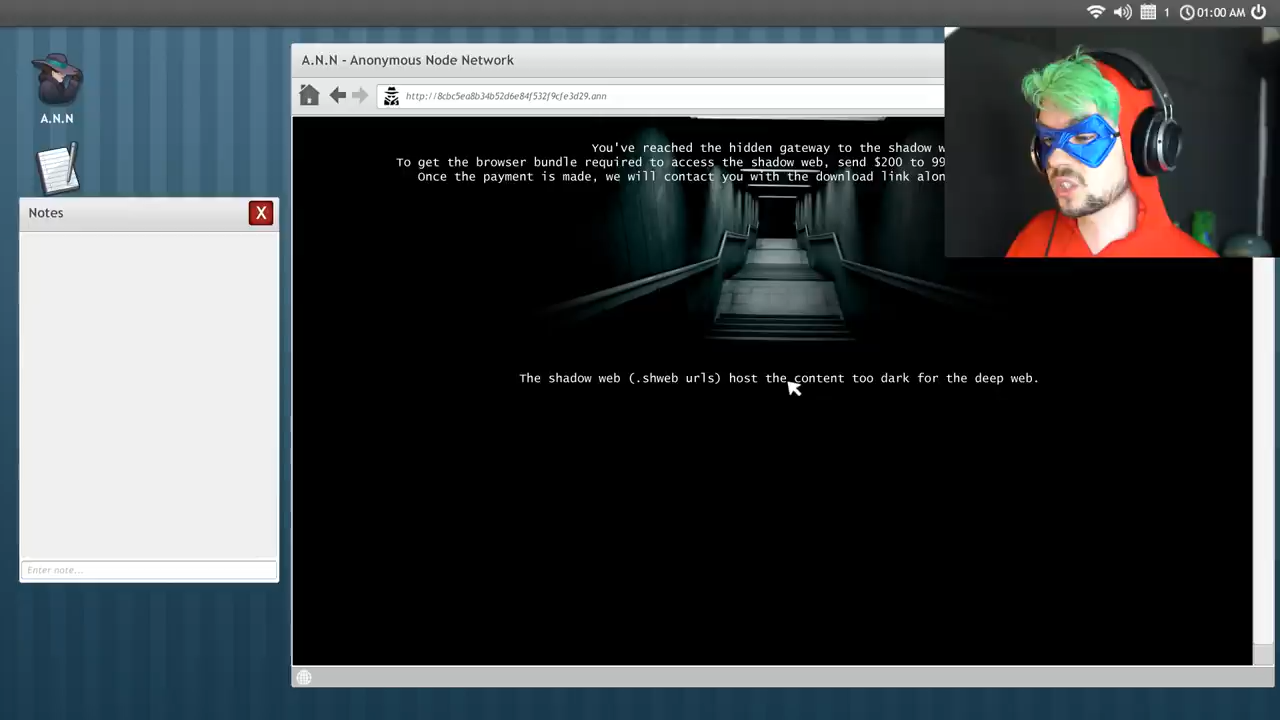 1 01:00 AM
A.N.N
A.N.N - Anonymous Node Network
http://8cbc5ea8b34b52d6e84f532f9cfe3d29.ann
Notes
X
Enter note...
You've reached the hidden gateway to the shadow
To get the browser bundle required to access the shadow web, send $200 to
Once the payment is made, we will contact you with the download link
The shadow web (.shweb urls) host the content too dark for the deep web.